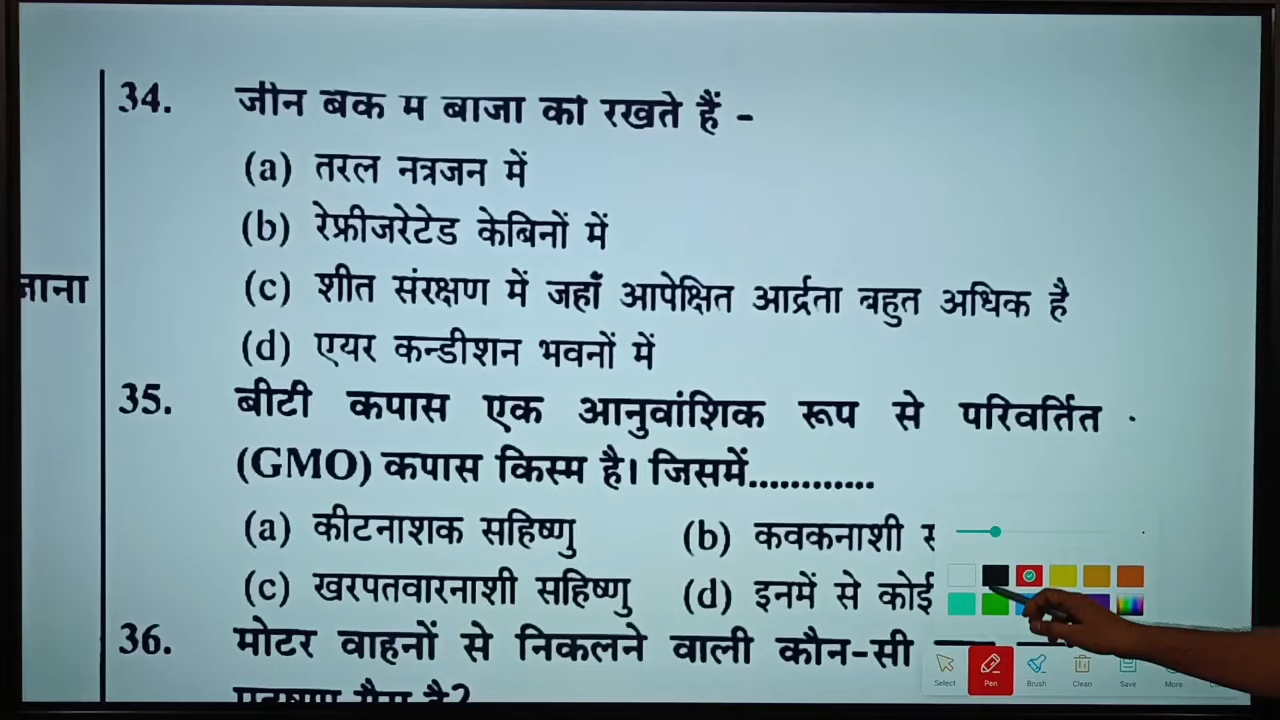 34. जीन बैंक में बीजों को रखते हैं -
(a) तरल नत्रजन में
(b) रेफ्रीजरेटेड केबिनों में
(c) शीत संरक्षण में जहाँ आपेक्षित आर्द्रता बहुत अधिक है
(d) एयर कन्डीशन भवनों में
35. बीटी कपास एक आनुवांशिक रूप से परिवर्तित
(GMO) कपास किस्म है। जिसमें............
(a) कीटनाशक सहिष्णु (b) कवकनाशी
(c) खरपतवारनाशी सहिष्णु (d) इनमें से कोई
36. मोटर वाहनों से निकलने वाली कौन-सी
Select Pen Brush Clean Save More